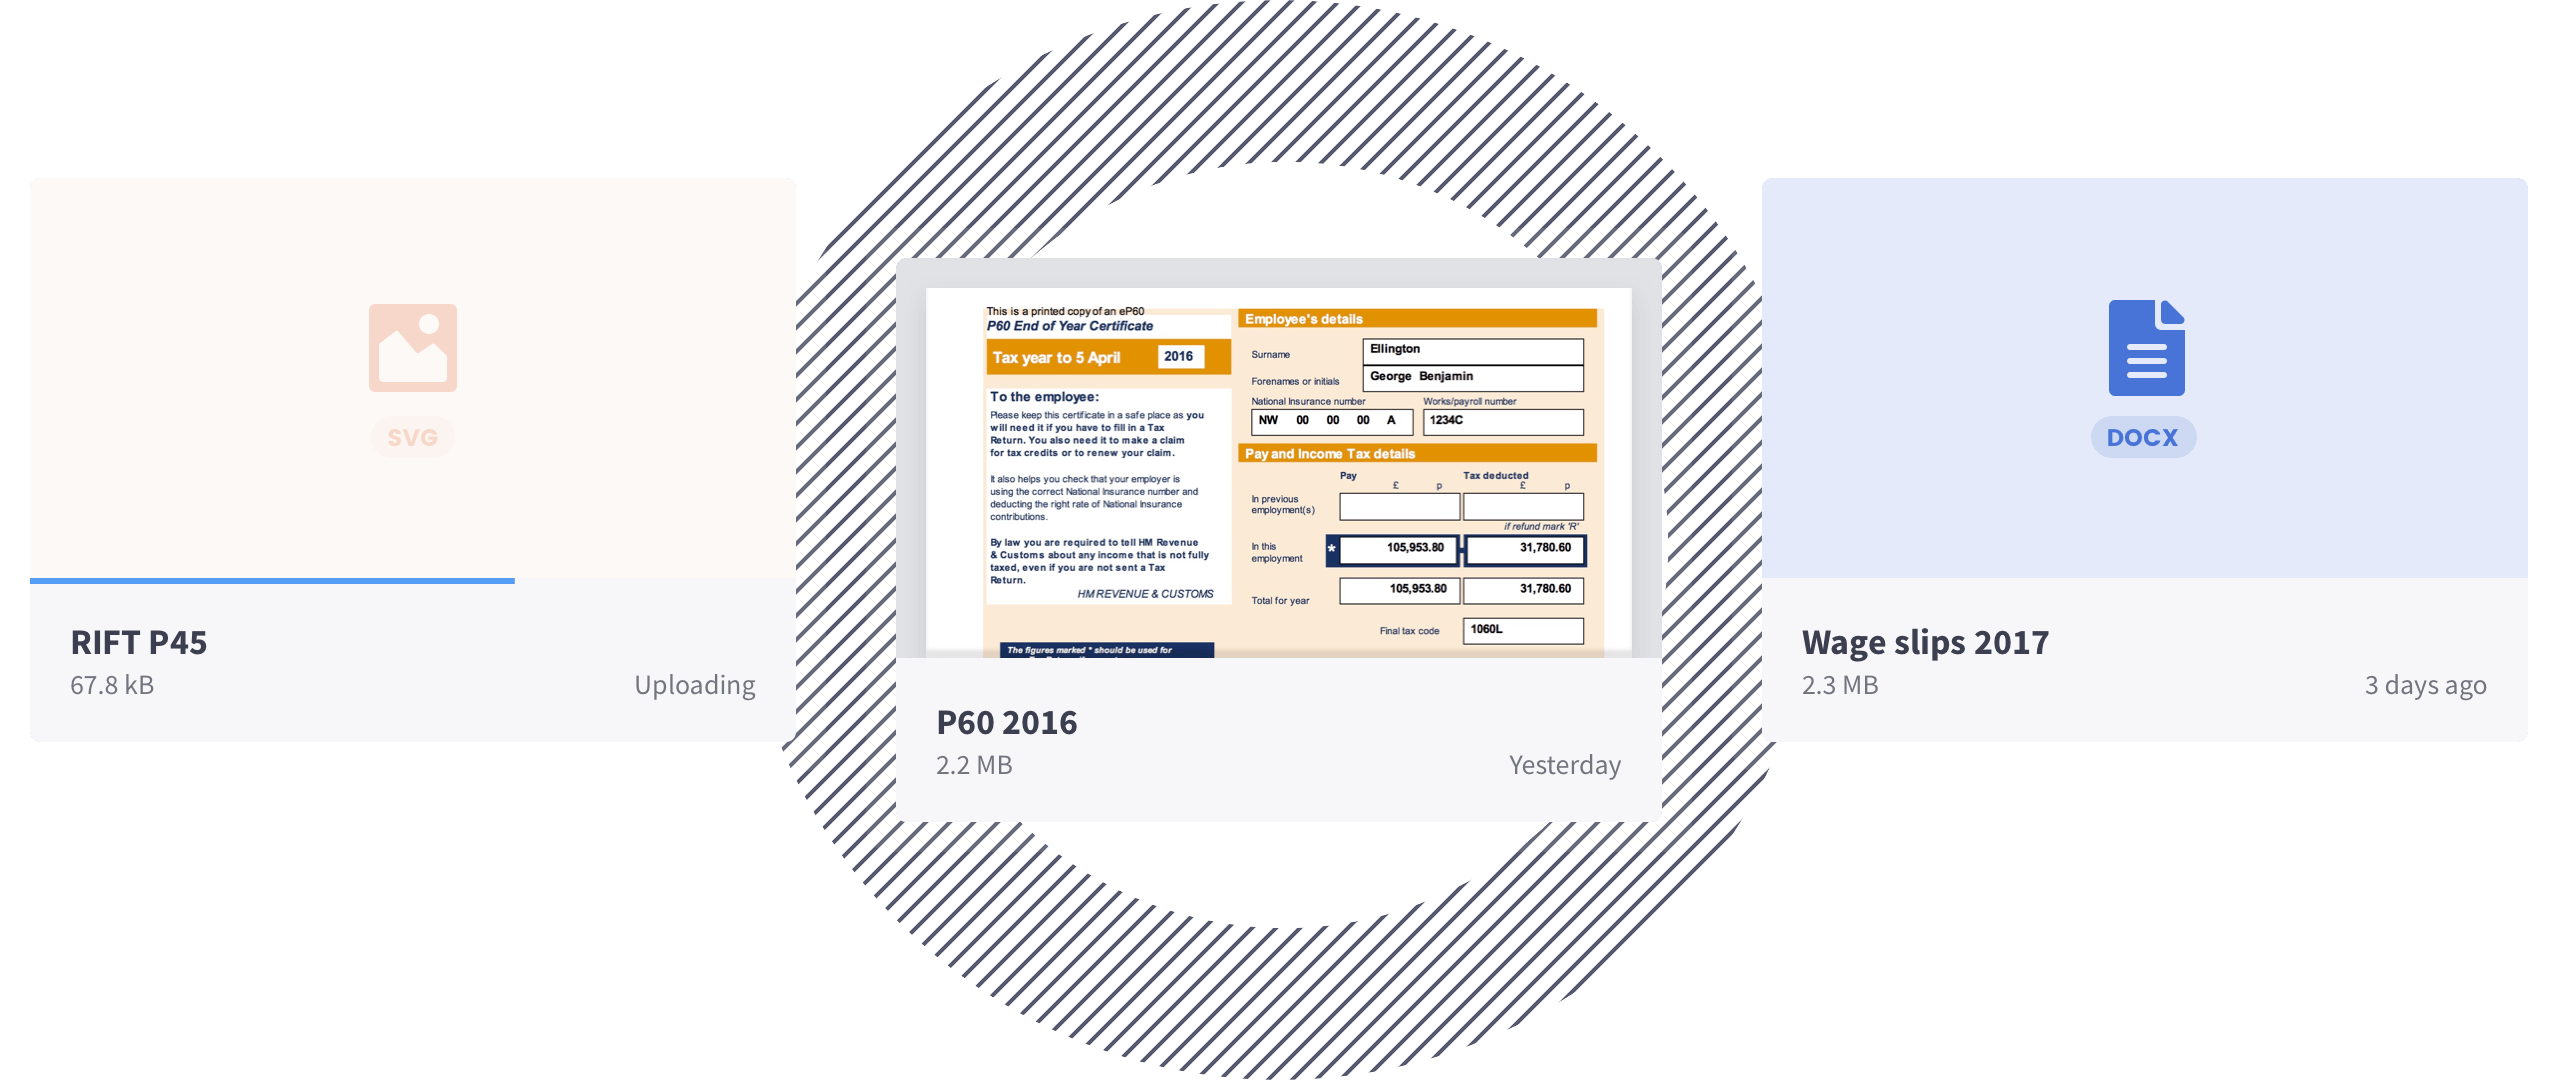 SVG
RIFT P45
67.8 kB
Uploading
This is a printed copy of an eP60
P60 End of Year Certificate
Tax year to 5 April 2016
To the employee:
Please keep this certificate in a safe place as you
will need it if you have to fill in a Tax
Return. You also need it to make a claim
for tax credits or to renew your claim.
It also helps you check that your employer is
using the correct National Insurance number and
deducting the right rate of National Insurance
contributions.
By law you are required to tell HM Revenue
& Customs about any income that is not fully
taxed, even if you are not sent a Tax
Return.
HM REVENUE & CUSTOMS
The figures marked * should be used for
Employee's details
Surname Ellington
Forenames or initials George Benjamin
National Insurance number Works/payroll number
NW 00 00 00 A 1234C
Pay and Income Tax details
Pay Tax deducted
£ p £ p
In previous
employment(s)
if refund mark 'R'
In this
employment
* 105,953.80 31,780.60
Total for year 105,953.80 31,780.60
Final tax code 1060L
P60 2016
2.2 MB
Yesterday
DOCX
Wage slips 2017
2.3 MB
3 days ago